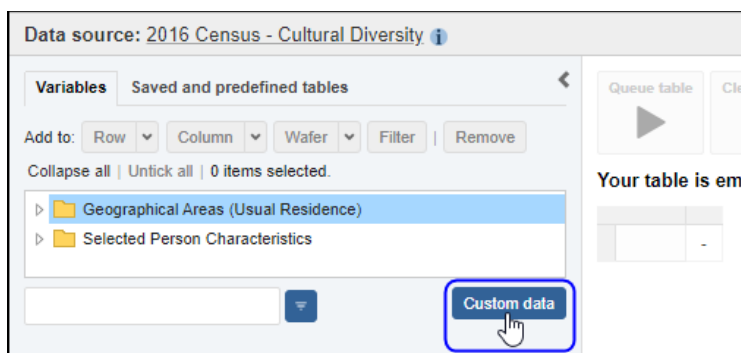 Data source: 2016 Census - Cultural Diversity i
Variables Saved and predefined tables
Queue table
Add to: Row Column Wafer Filter | Remove
Collapse all | Untick all | 0 items selected.
Your table is em
Geographical Areas (Usual Residence)
Selected Person Characteristics
-
Custom data